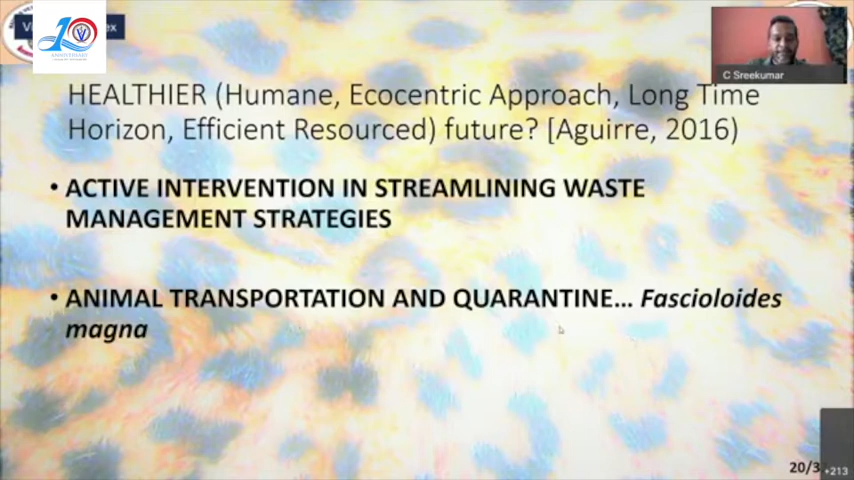 ANNIVERSARY
C Sreekumar
HEALTHIER (Humane, Ecocentric Approach, Long Time
Horizon, Efficient Resourced) future? [Aguirre, 2016)
• ACTIVE INTERVENTION IN STREAMLINING WASTE
MANAGEMENT STRATEGIES
• ANIMAL TRANSPORTATION AND QUARANTINE... Fascioloides
magna
20/3
+213